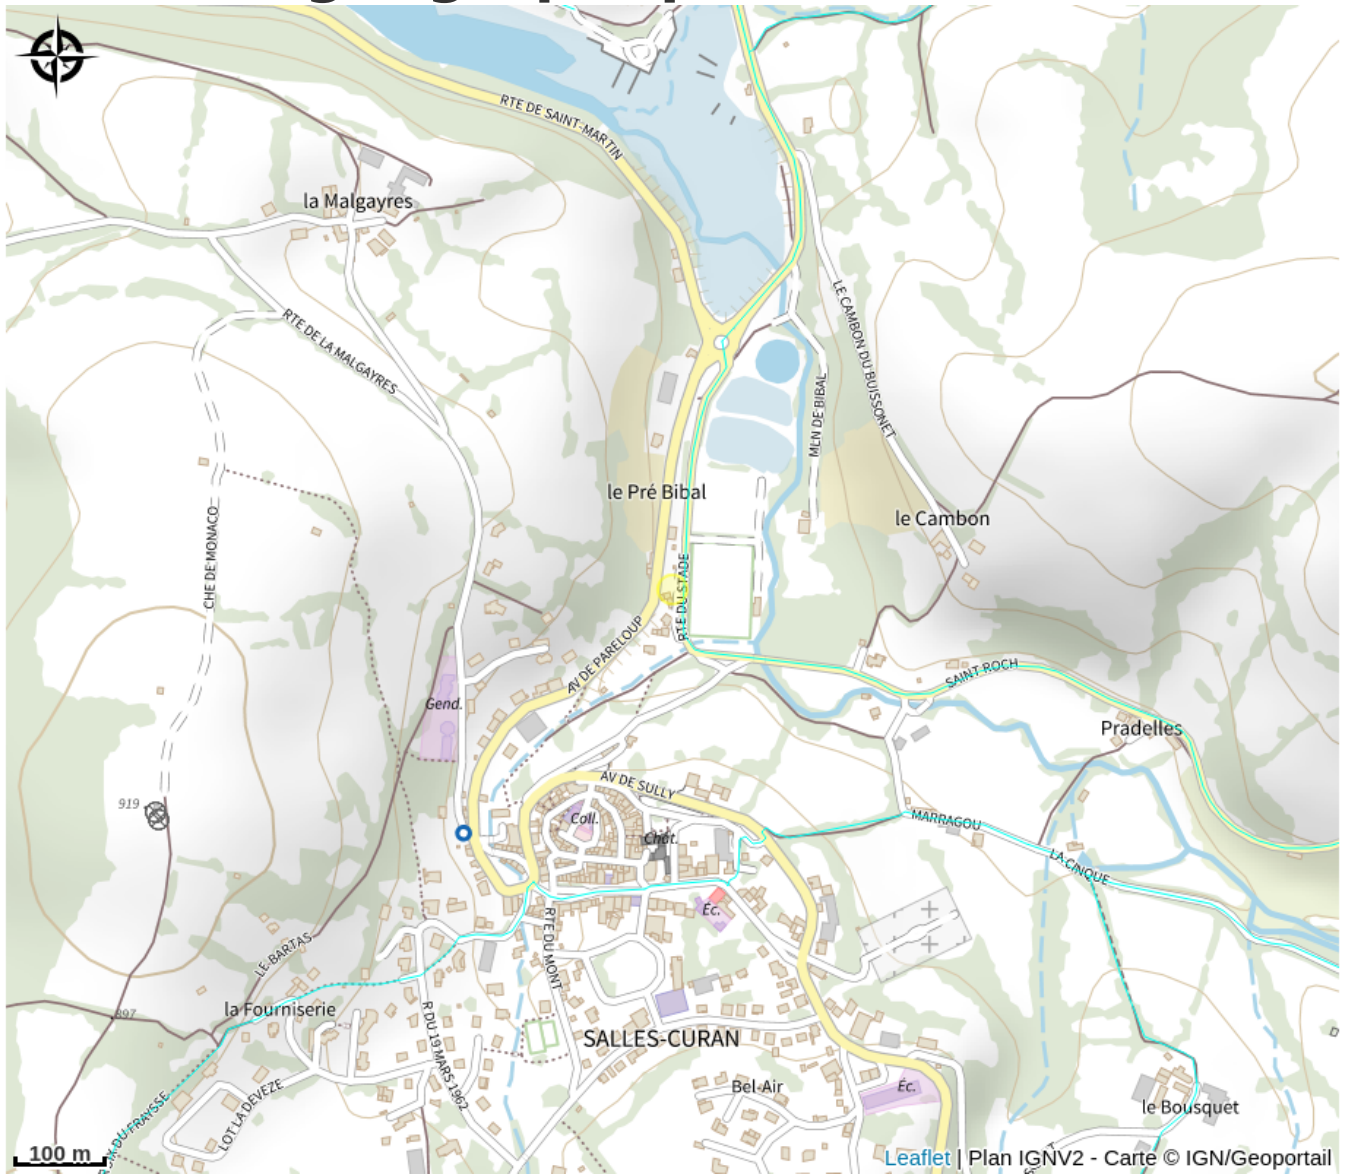 RTE DE SAINT-MARTIN
la Malgayres
LE CAMBON DU BUISSONET
RTE DE LA MALGAYRES
MLN DE BIBAL
le Pré Bibal
le Cambon
CHE DE MONACO
RTE DU STADE
AV DE PARELOUP
SAINT ROCH
Gend.
Pradelles
AV DE SULLY
919
Coll.
Chât.
MARRAGOU
LA CINQUE
Éc.
RTE DU MONT
LE BARTAS
la Fourniserie
897
R DU 19 MARS 1962
SALLES-CURAN
Bel-Air
Éc.
LOT LA DEVEZE
le Bousquet
100 m
Leaflet | Plan IGNV2 - Carte © IGN/Geoportail